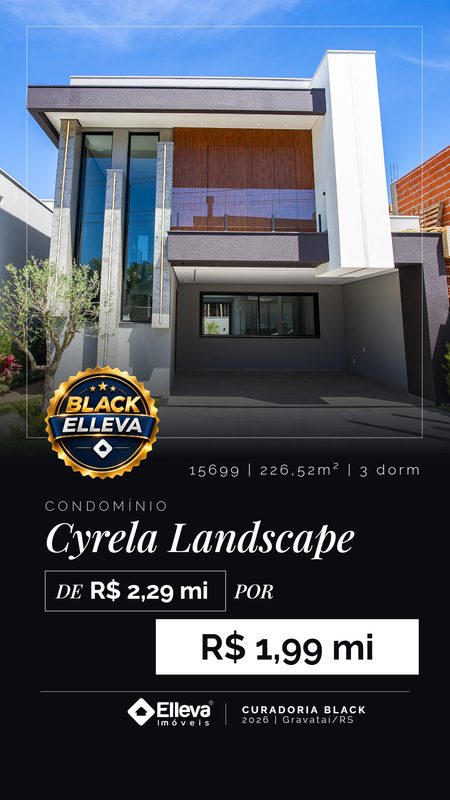 BLACK
ELLEVA
15699 | 226,52m² | 3 dorm
CONDOMÍNIO
Cyrela Landscape
DE R$ 2,29 mi POR
R$ 1,99 mi
Elleva®
Imóveis
CURADORIA BLACK
2026 | Gravataí/RS